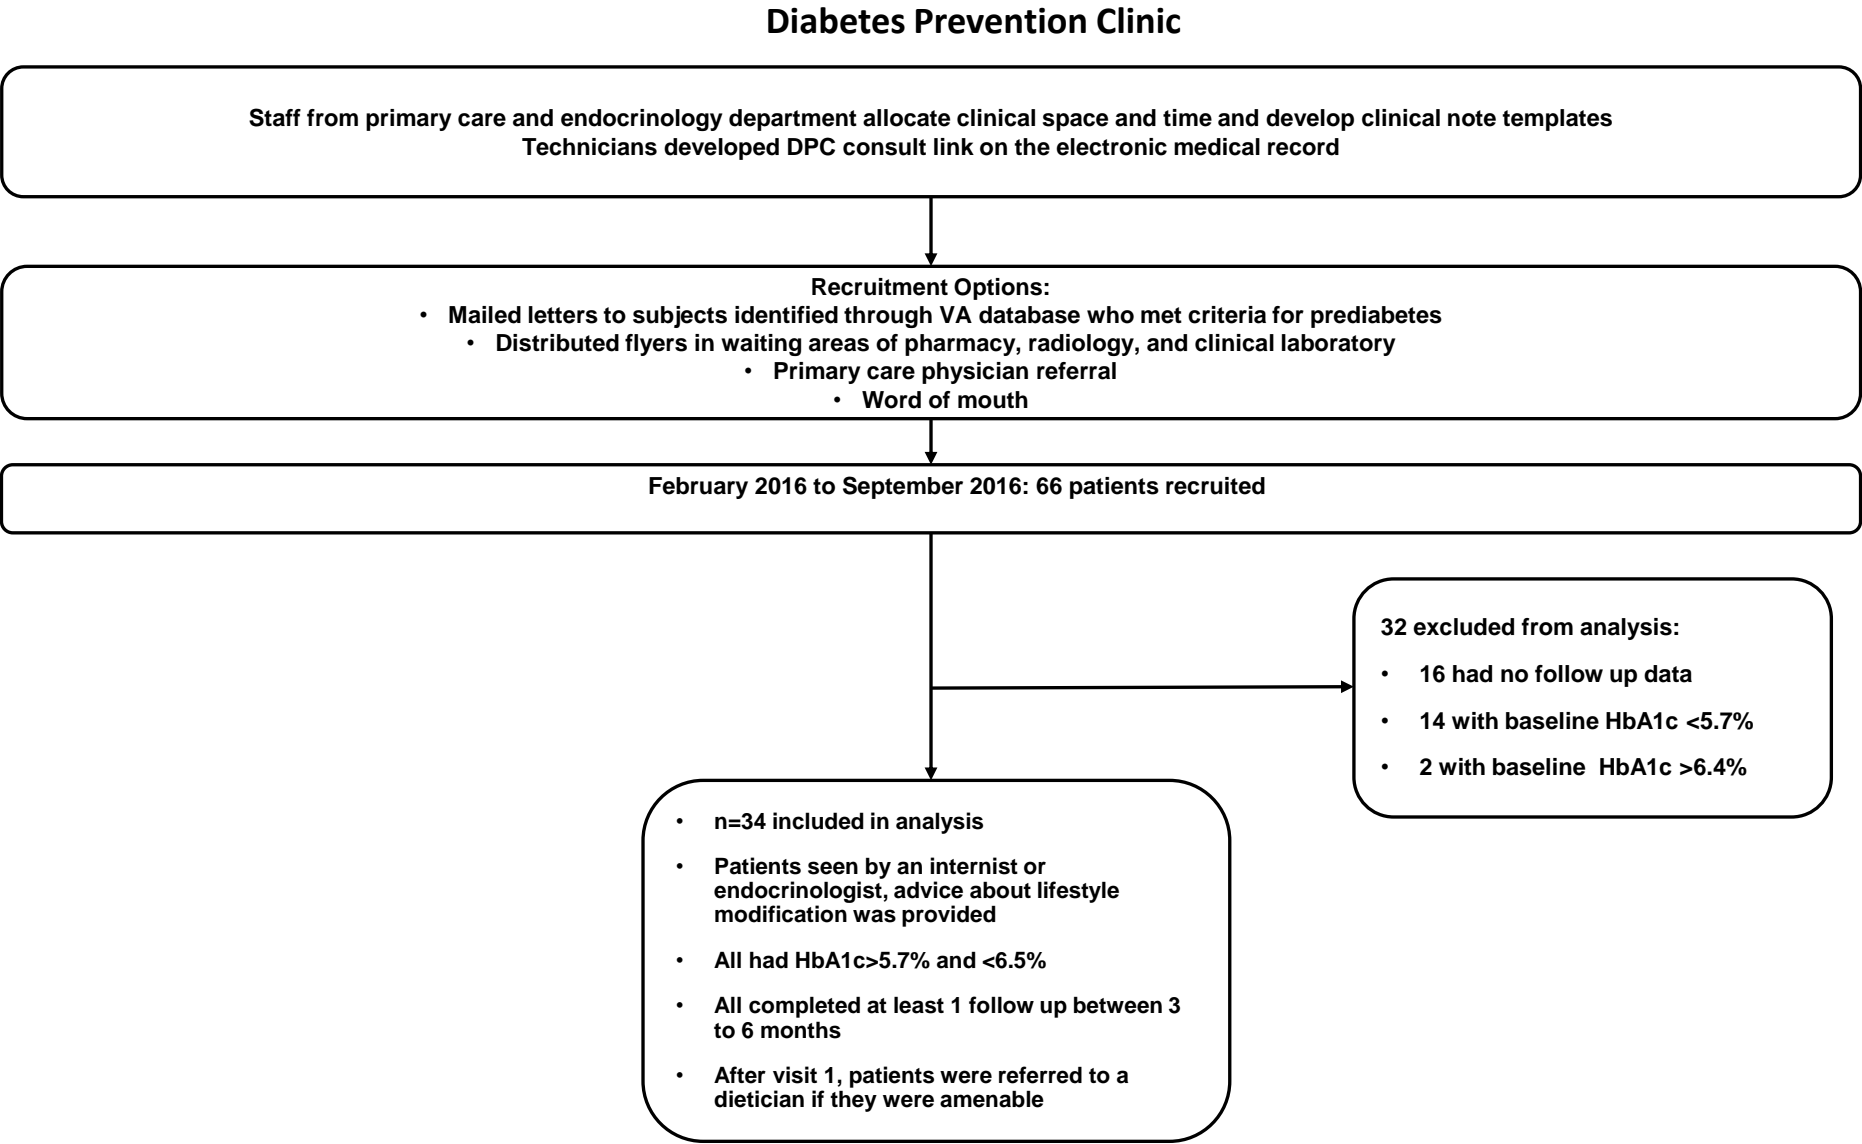 Diabetes Prevention Clinic
Staff from primary care and endocrinology department allocate clinical space and time and develop clinical note templates
Technicians developed DPC consult link on the electronic medical record
Recruitment Options:
• Mailed letters to subjects identified through VA database who met criteria for prediabetes
• Distributed flyers in waiting areas of pharmacy, radiology, and clinical laboratory
• Primary care physician referral
• Word of mouth
February 2016 to September 2016: 66 patients recruited
32 excluded from analysis:
• 16 had no follow up data
• 14 with baseline HbA1c <5.7%
• 2 with baseline  HbA1c >6.4%
• n=34 included in analysis
• Patients seen by an internist or
endocrinologist, advice about lifestyle
modification was provided
• All had HbA1c>5.7% and <6.5%
• All completed at least 1 follow up between 3
to 6 months
• After visit 1, patients were referred to a
dietician if they were amenable